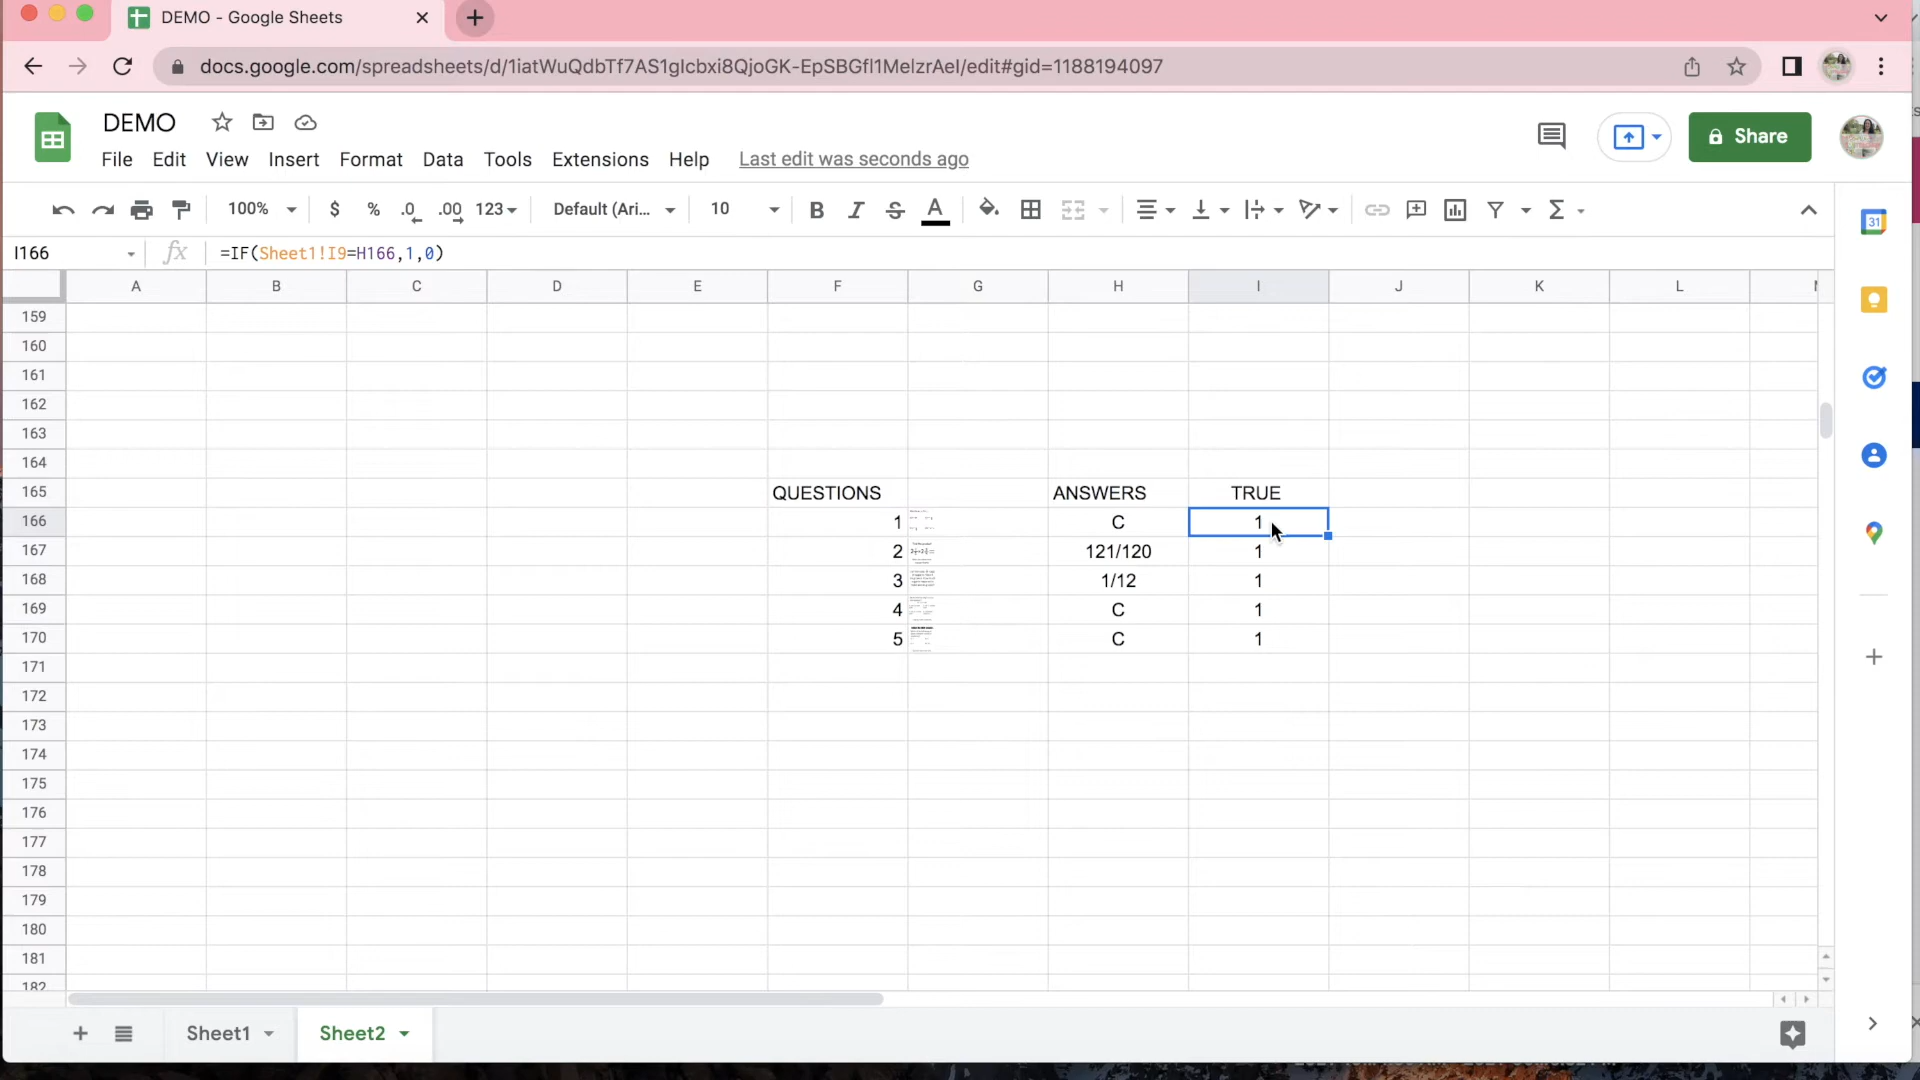 DEMO - Google Sheets
docs.google.com/spreadsheets/d/1iatWuQdbTf7AS1gIcbxi8QjoGK-EpSBGfl1MelzrAeI/edit#gid=1188194097
DEMO
File Edit View Insert Format Data Tools Extensions Help Last edit was seconds ago
Share
100% $ % .0 .00 123 Default (Ari... 10 B I S A
I166 fx =IF(Sheet1!I9=H166,1,0)
A B C D E F G H I J K L
159
160
161
162
163
164
165 QUESTIONS ANSWERS TRUE
166 1 C 1
167 2 121/120 1
168 3 1/12 1
169 4 C 1
170 5 C 1
171
172
173
174
175
176
177
178
179
180
181
182
Sheet1 Sheet2
31